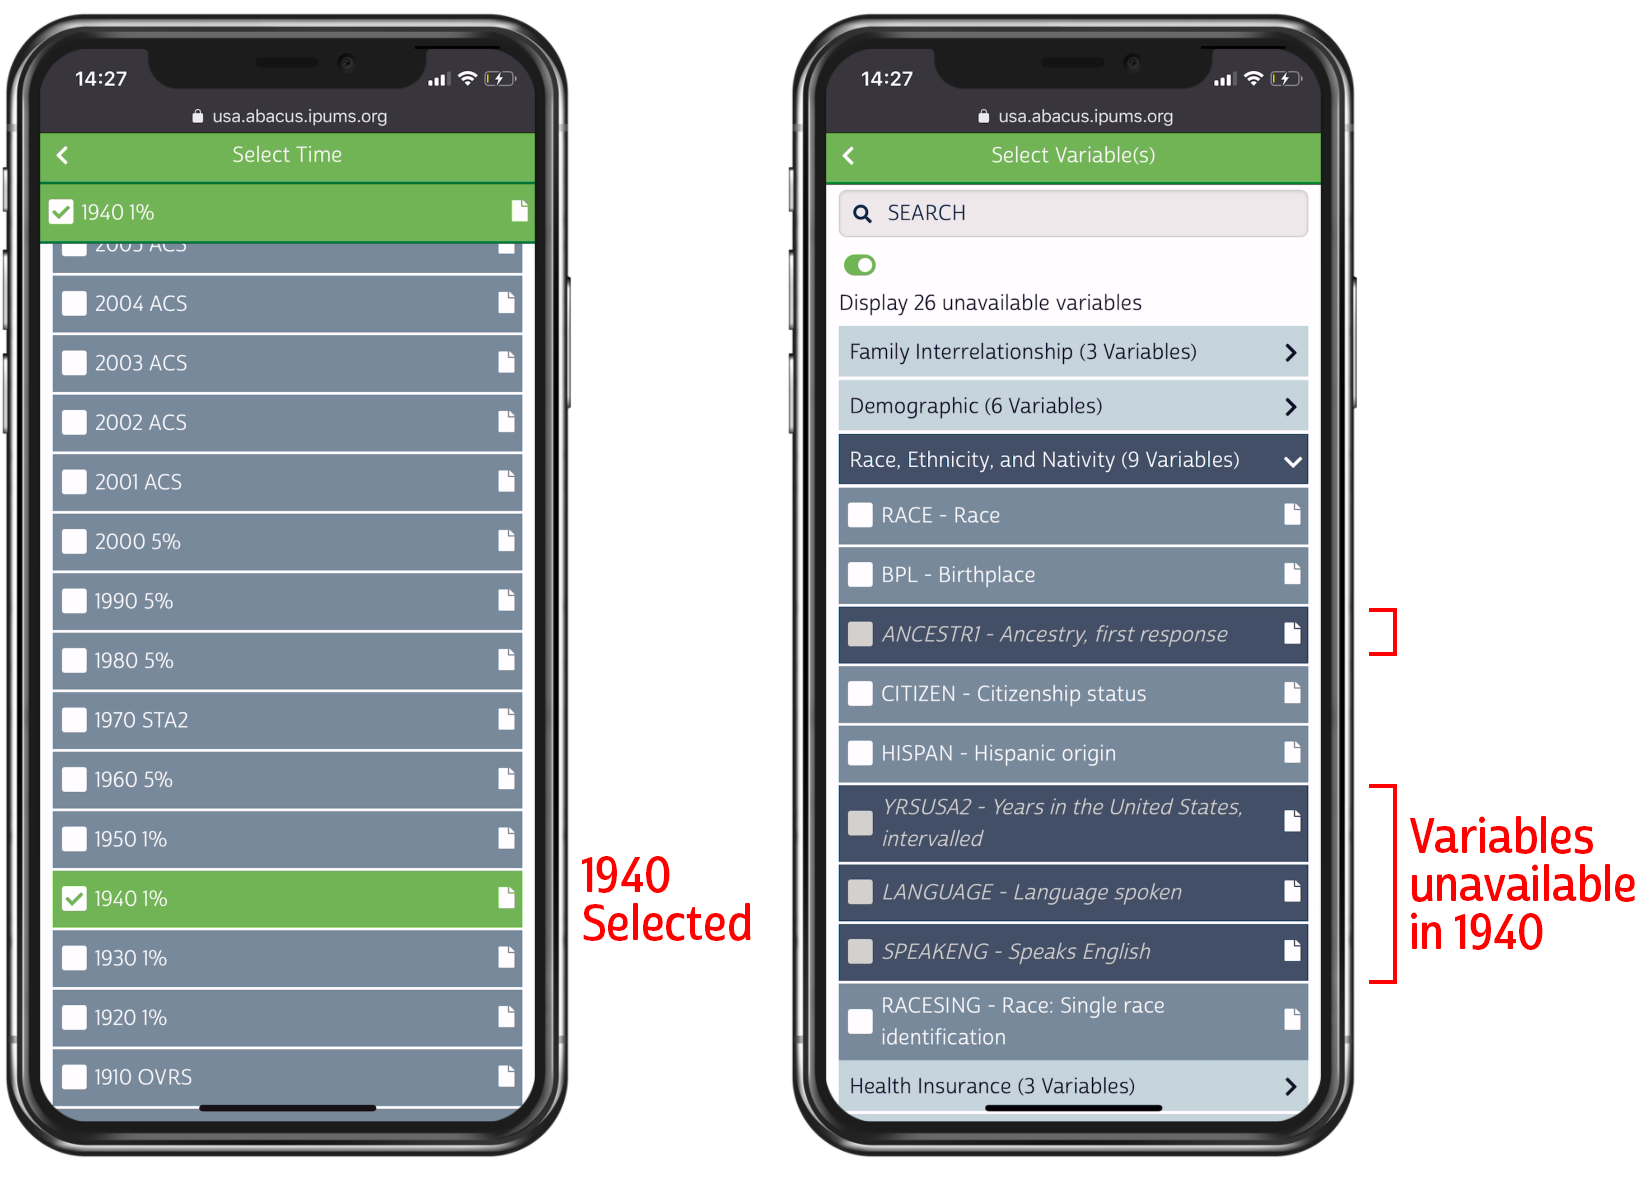 14:27
usa.abacus.ipums.org
Select Time
1940 1%
2004 ACS
2003 ACS
2002 ACS
2001 ACS
2000 5%
1990 5%
1980 5%
1970 STA2
1960 5%
1950 1%
1940 1%
1930 1%
1920 1%
1910 OVRS
1940
Selected
14:27
usa.abacus.ipums.org
Select Variable(s)
SEARCH
Display 26 unavailable variables
Family Interrelationship (3 Variables)
Demographic (6 Variables)
Race, Ethnicity, and Nativity (9 Variables)
RACE - Race
BPL - Birthplace
ANCESTR1 - Ancestry, first response
CITIZEN - Citizenship status
HISPAN - Hispanic origin
YRSUSA2 - Years in the United States,
intervalled
LANGUAGE - Language spoken
SPEAKENG - Speaks English
RACESING - Race: Single race
identification
Health Insurance (3 Variables)
Variables
unavailable
in 1940